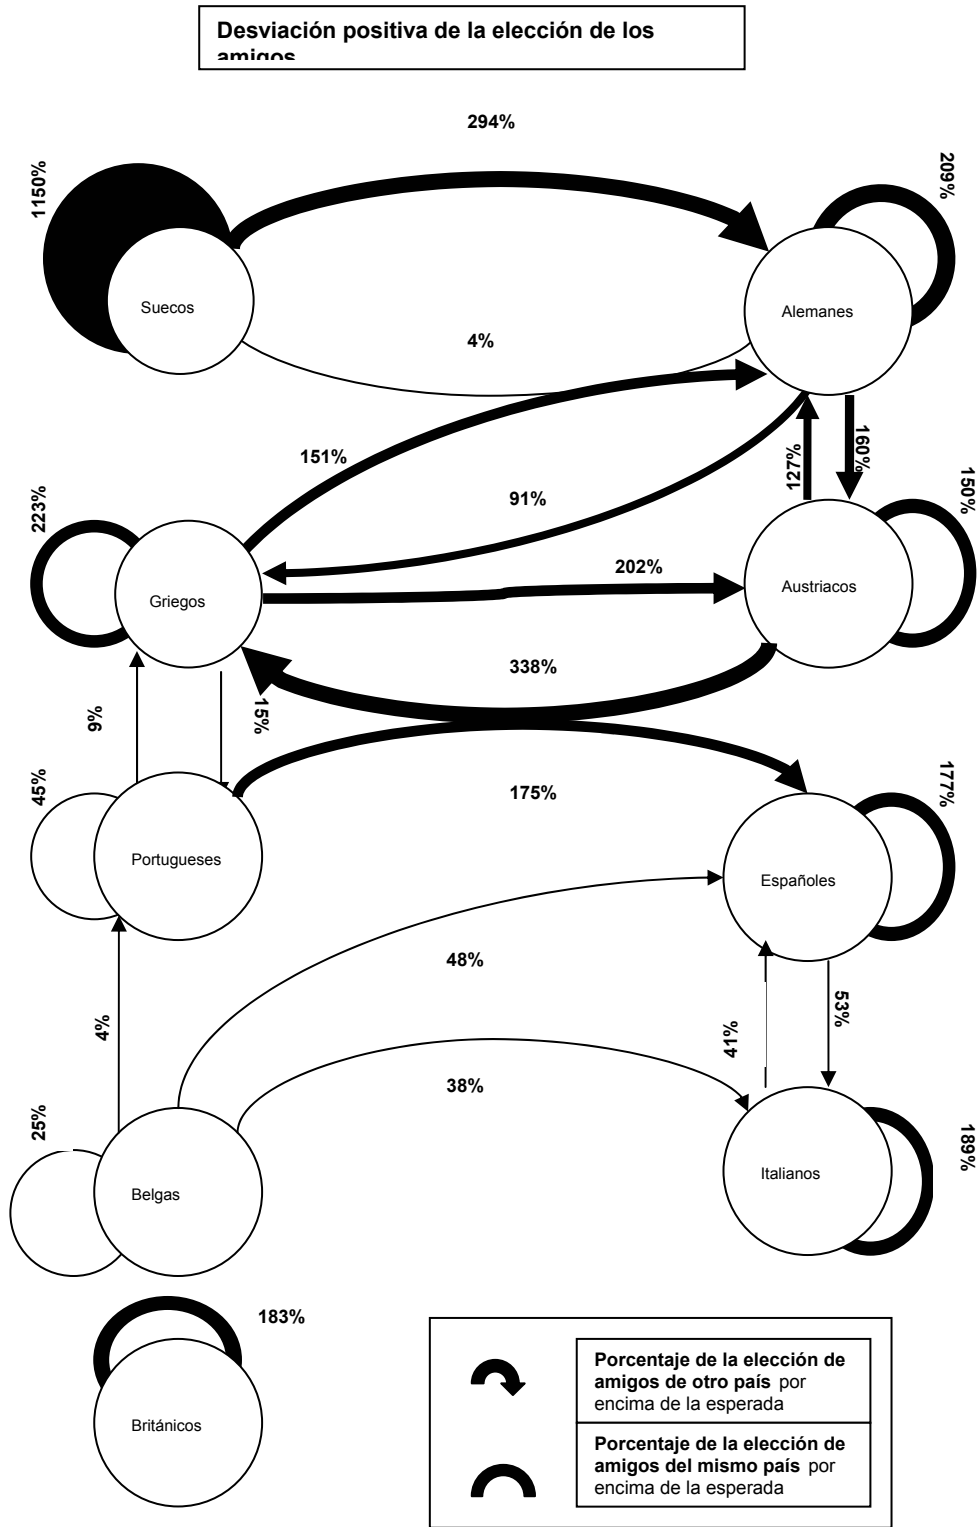 Desviación positiva de la elección de los
amigos
294%
1150%
209%
Suecos
Alemanes
4%
151%
127%
160%
223%
91%
150%
202%
Griegos
Austriacos
338%
9%
15%
45%
175%
177%
Portugueses
Españoles
48%
4%
41%
53%
38%
25%
189%
Belgas
Italianos
183%
Británicos
Porcentaje de la elección de
amigos de otro país por
encima de la esperada
Porcentaje de la elección de
amigos del mismo país por
encima de la esperada